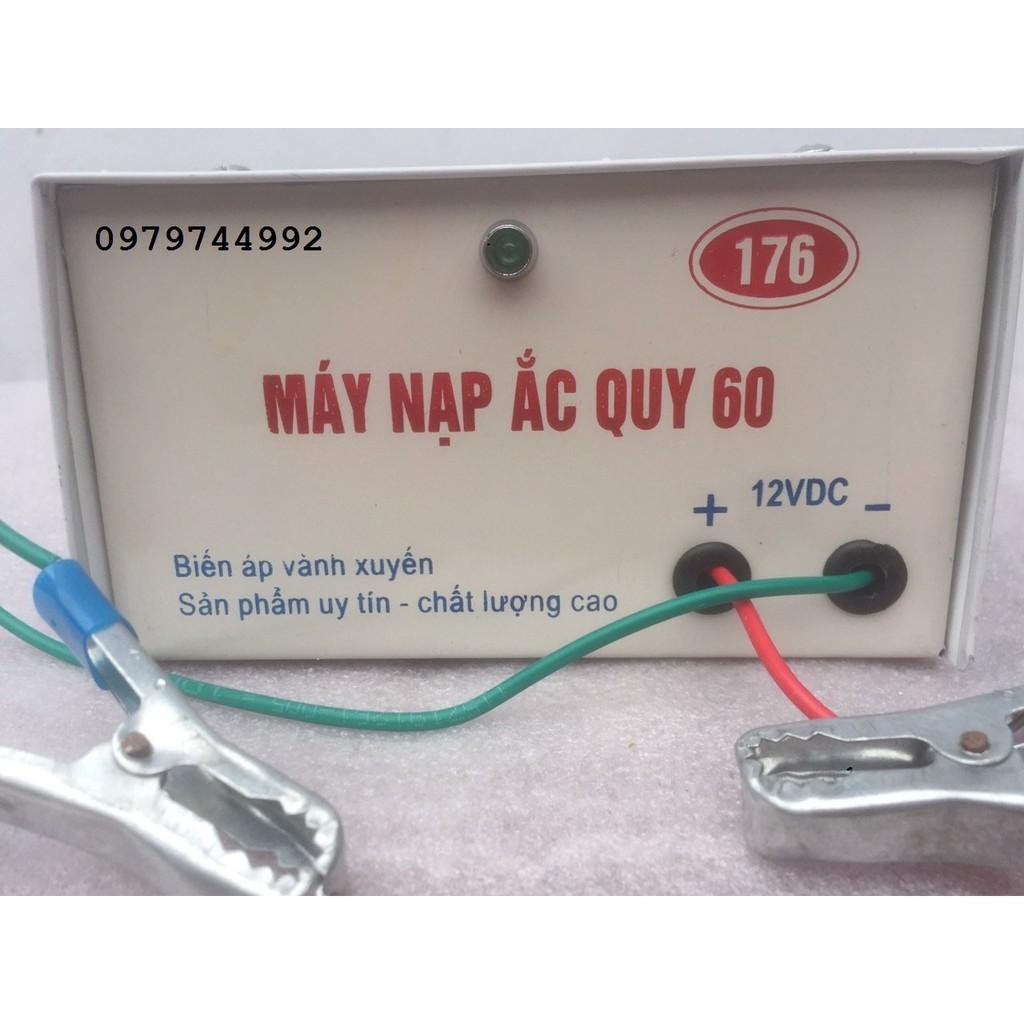 0979744992
176
MÁY NẠP ẮC QUY 60
+ 12VDC -
Biến áp vành xuyến
Sản phẩm uy tín - chất lượng cao